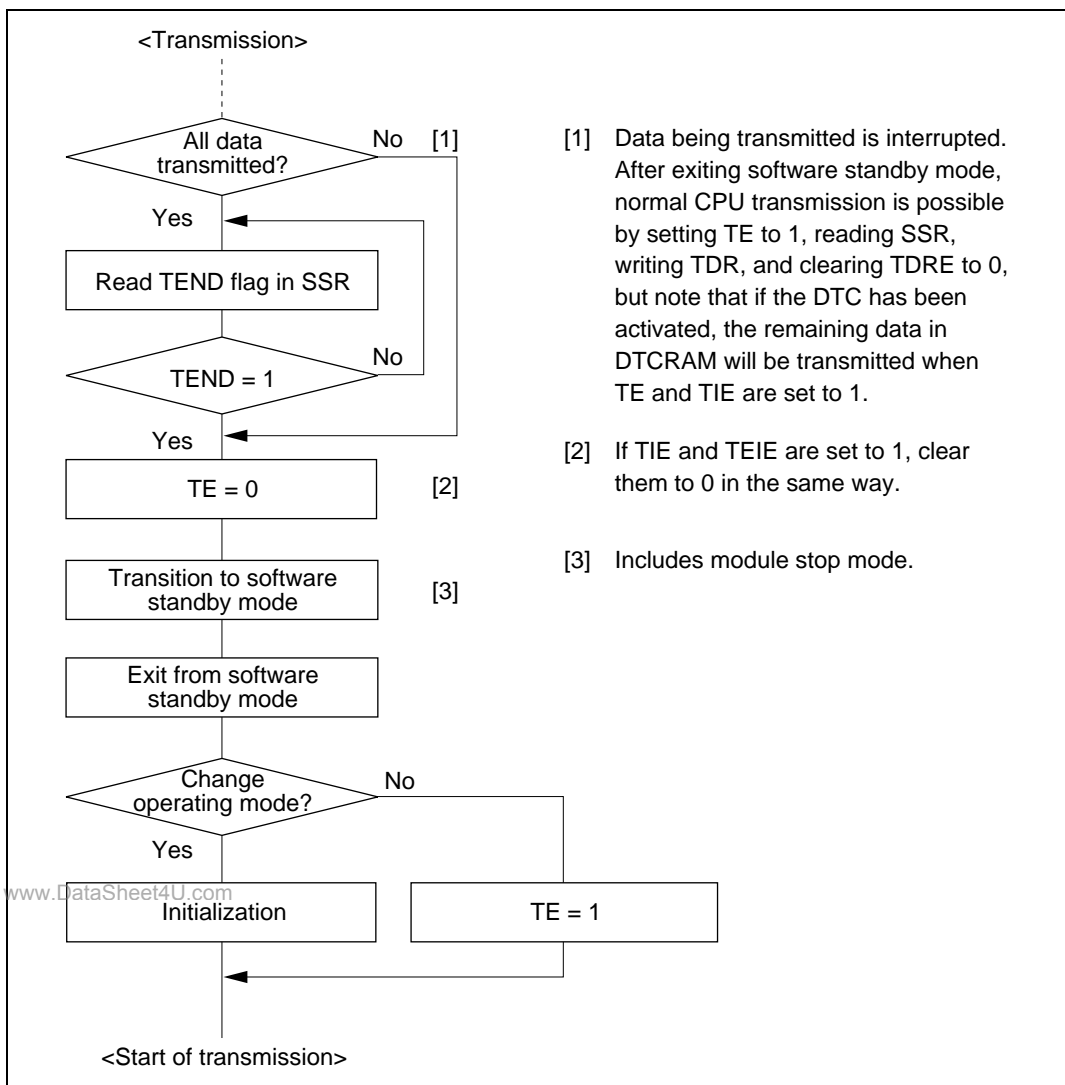 <Transmission>
All data
transmitted?
No [1]
Yes
Read TEND flag in SSR
No
TEND = 1
Yes
TE = 0 [2]
Transition to software
standby mode
[3]
Exit from software
standby mode
Change
operating mode?
No
Yes
www.DataSheet4U.com
Initialization
TE = 1
<Start of transmission>
[1] Data being transmitted is interrupted.
After exiting software standby mode,
normal CPU transmission is possible
by setting TE to 1, reading SSR,
writing TDR, and clearing TDRE to 0,
but note that if the DTC has been
activated, the remaining data in
DTCRAM will be transmitted when
TE and TIE are set to 1.
[2] If TIE and TEIE are set to 1, clear
them to 0 in the same way.
[3] Includes module stop mode.